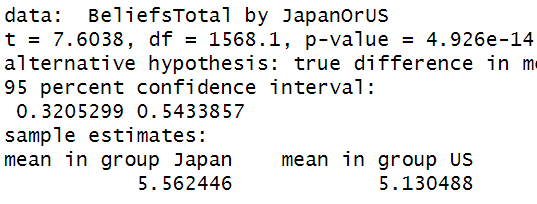 data:  BeliefsTotal by JapanOrUS
t = 7.6038, df = 1568.1, p-value = 4.926e-14
alternative hypothesis: true difference in
95 percent confidence interval:
 0.3205299 0.5433857
sample estimates:
mean in group Japan    mean in group US
           5.562446            5.130488